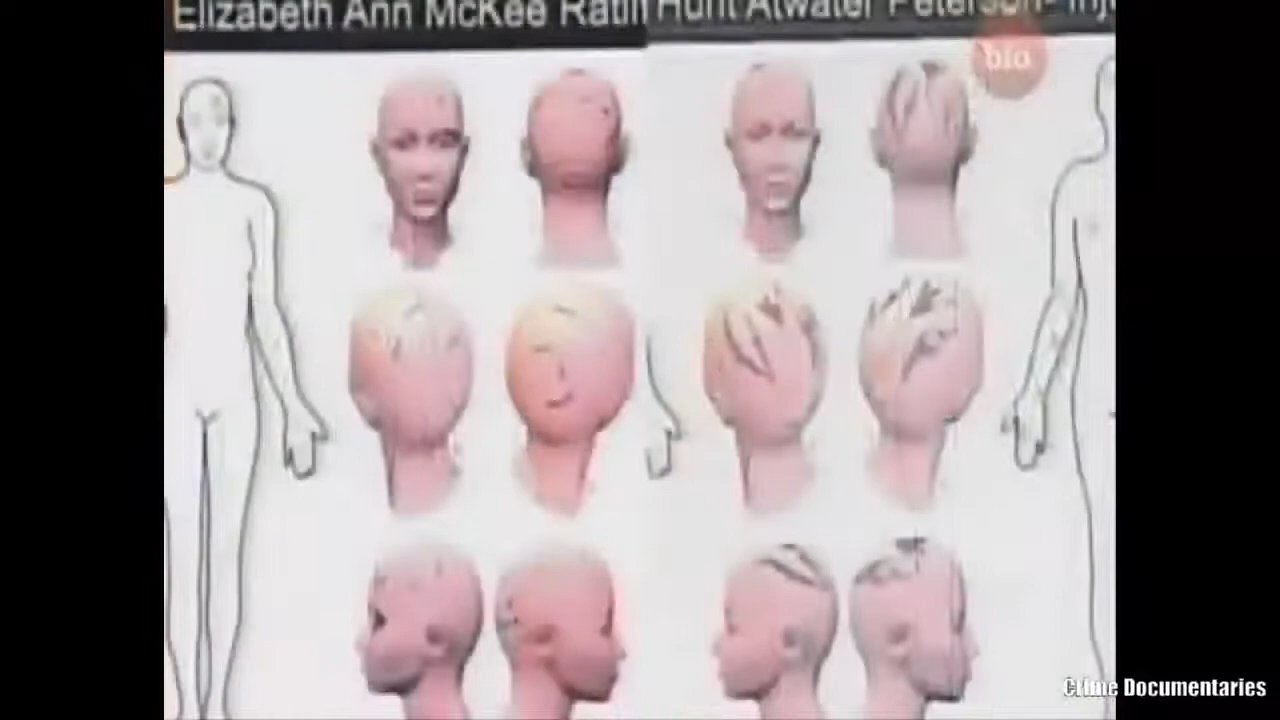 Elizabeth Ann McKee
Hunt Atwater Peterson-
bio
Crime Documentaries